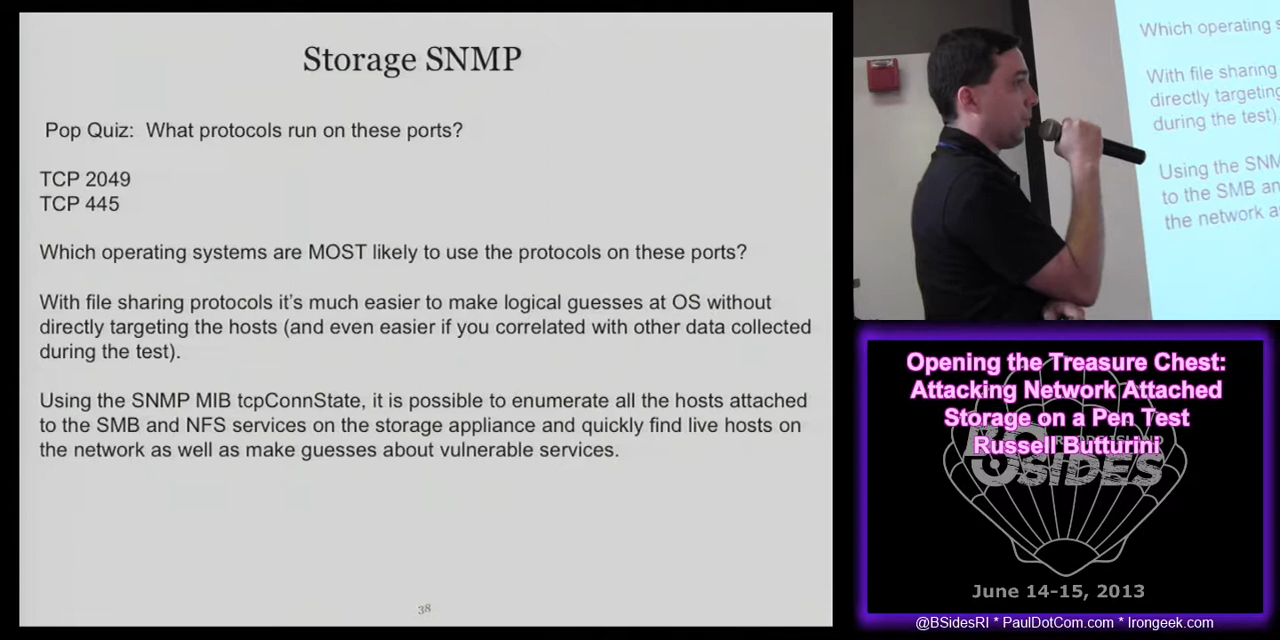 Storage SNMP
Pop Quiz: What protocols run on these ports?
TCP 2049
TCP 445
Which operating systems are MOST likely to use the protocols on these ports?
With file sharing protocols it's much easier to make logical guesses at OS without
directly targeting the hosts (and even easier if you correlated with other data collected
during the test).
Using the SNMP MIB tcpConnState, it is possible to enumerate all the hosts attached
to the SMB and NFS services on the storage appliance and quickly find live hosts on
the network as well as make guesses about vulnerable services.
38
Which operating
With file sharing
directly targeting
during the test)
Using the SNM
to the SMB an
the network a
Opening the Treasure Chest:
Attacking Network Attached
Storage on a Pen Test
Russell Butturini
BSIDES
June 14-15, 2013
@BSidesRI * PaulDotCom.com * Irongeek.com